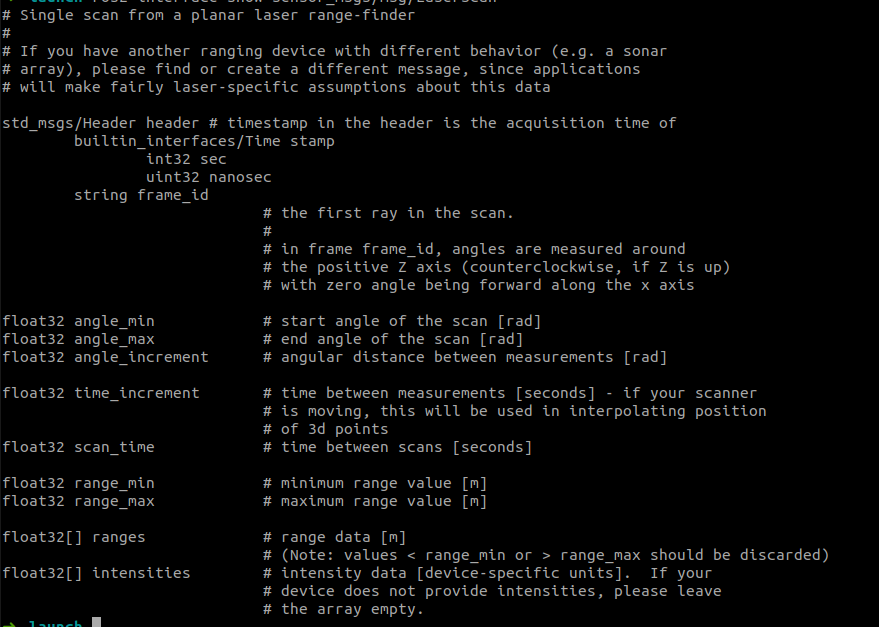 launch ros2 interface show sensor_msgs/msg/LaserScan
# Single scan from a planar laser range-finder
#
# If you have another ranging device with different behavior (e.g. a sonar
# array), please find or create a different message, since applications
# will make fairly laser-specific assumptions about this data

std_msgs/Header header # timestamp in the header is the acquisition time of
        builtin_interfaces/Time stamp
                int32 sec
                uint32 nanosec
        string frame_id
                             # the first ray in the scan.
                             #
                             # in frame frame_id, angles are measured around
                             # the positive Z axis (counterclockwise, if Z is up)
                             # with zero angle being forward along the x axis

float32 angle_min            # start angle of the scan [rad]
float32 angle_max            # end angle of the scan [rad]
float32 angle_increment      # angular distance between measurements [rad]

float32 time_increment       # time between measurements [seconds] - if your scanner
                             # is moving, this will be used in interpolating position
                             # of 3d points
float32 scan_time            # time between scans [seconds]

float32 range_min            # minimum range value [m]
float32 range_max            # maximum range value [m]

float32[] ranges             # range data [m]
                             # (Note: values < range_min or > range_max should be discarded)
float32[] intensities        # intensity data [device-specific units].  If your
                             # device does not provide intensities, please leave
                             # the array empty.
→ launch